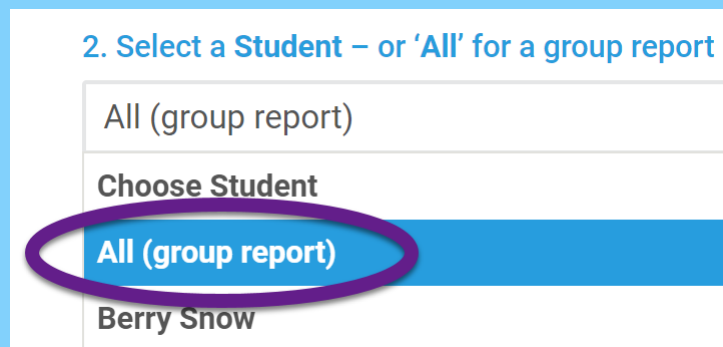 2. Select a Student – or ‘All’ for a group report
All (group report)
Choose Student
All (group report)
Berry Snow